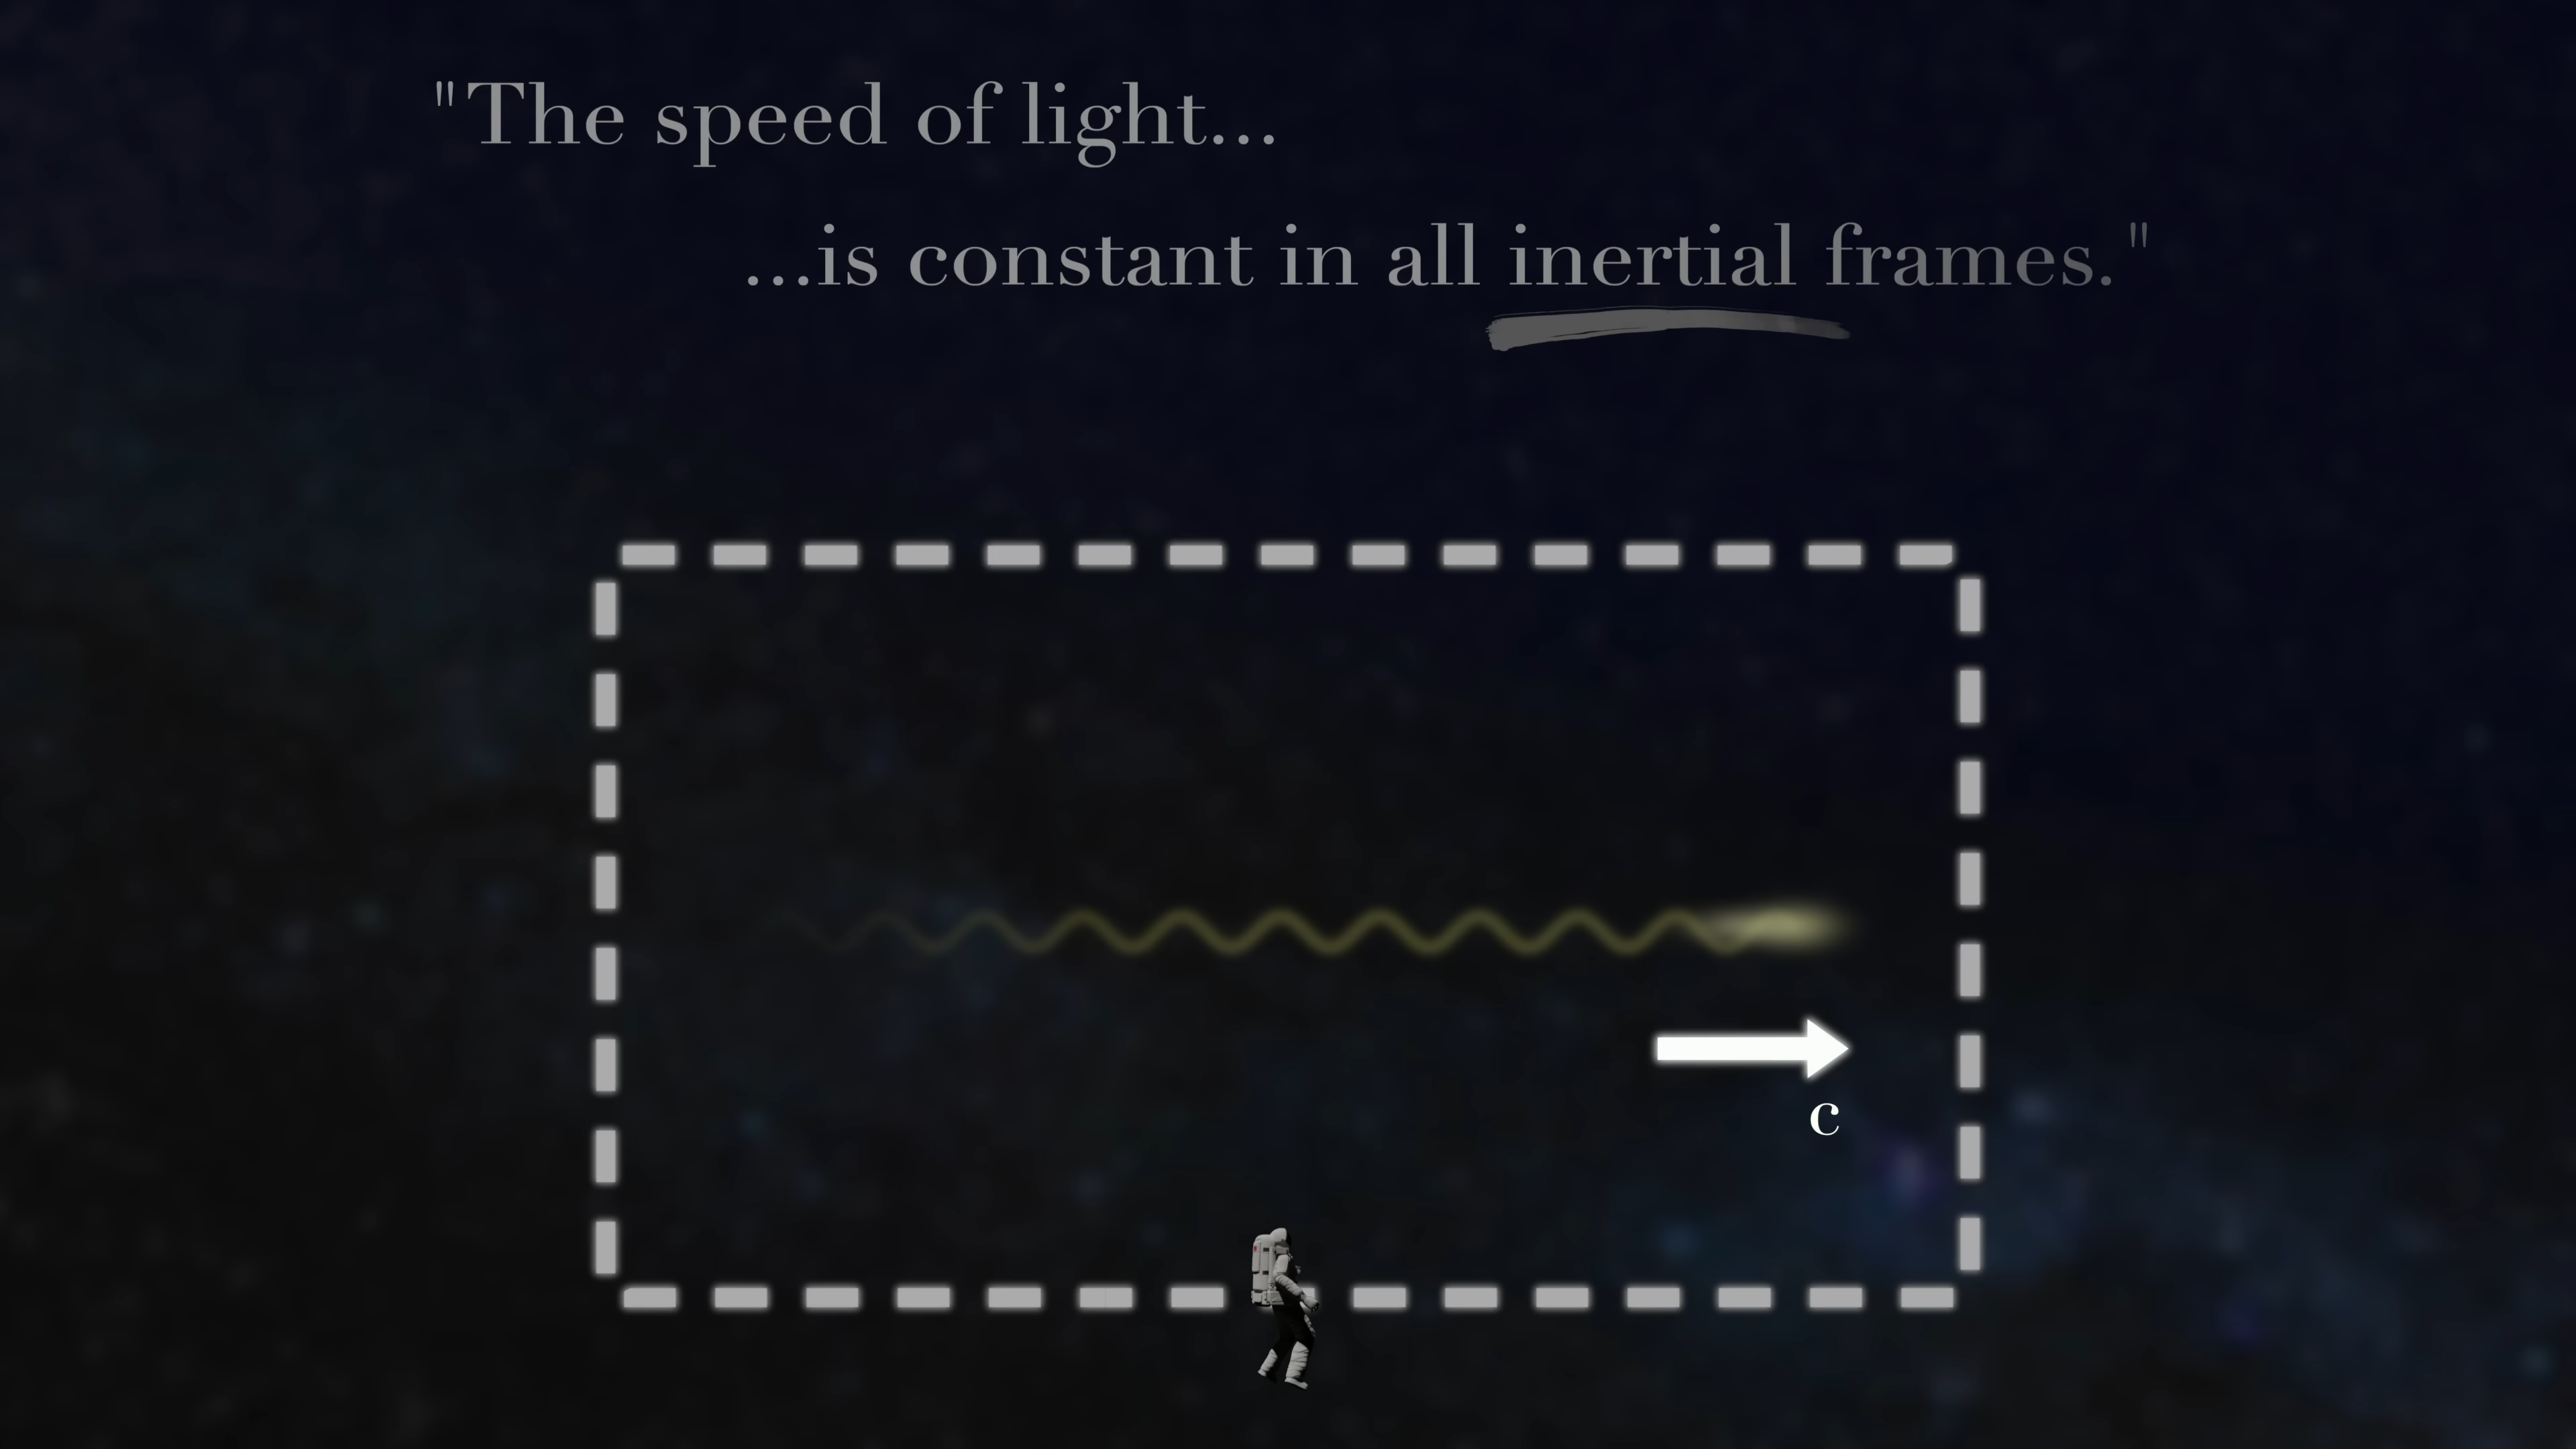 "The speed of light...
...is constant in all inertial frames."
c